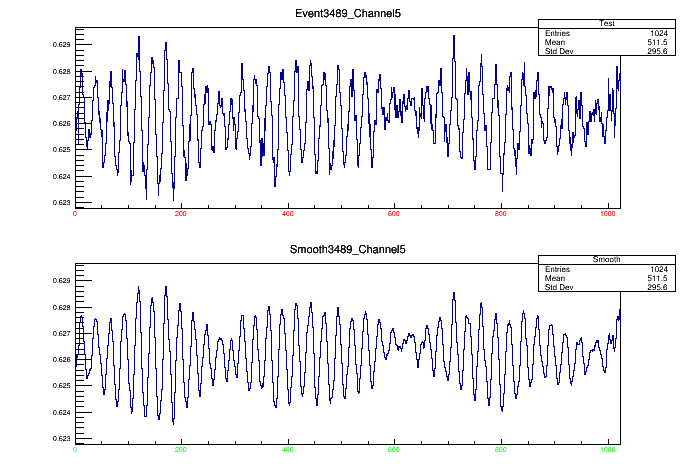 Event3489_Channel5
Test
Entries 1024
Mean 511.5
Std Dev 295.6
0.629
0.628
0.627
0.626
0.625
0.624
0.623
0 200 400 600 800 1000
Smooth3489_Channel5
Smooth
Entries 1024
Mean 511.5
Std Dev 295.6
0.629
0.628
0.627
0.626
0.625
0.624
0.623
0 200 400 600 800 1000